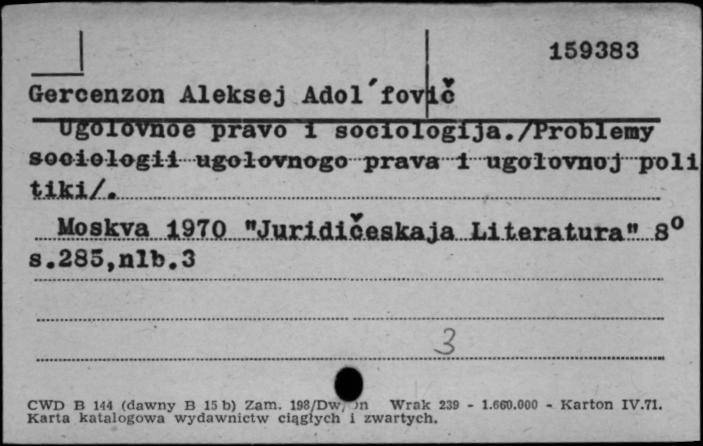 159383
Gercenzon Aleksej Adol´fovič
Ugolovnoe pravo i sociologija./Problemy
sociologii ugolovnogo prava i ugolovnoj poli
tiki/.
Moskva 1970 "Juridičeskaja Literatura" 8⁰
s.285,nlb.3
3
CWD B 144 (dawny B 15 b) Zam. 198/Dw Wrak 239 - 1.660.000 - Karton IV.71.
Karta katalogowa wydawnictw ciągłych i zwartych.